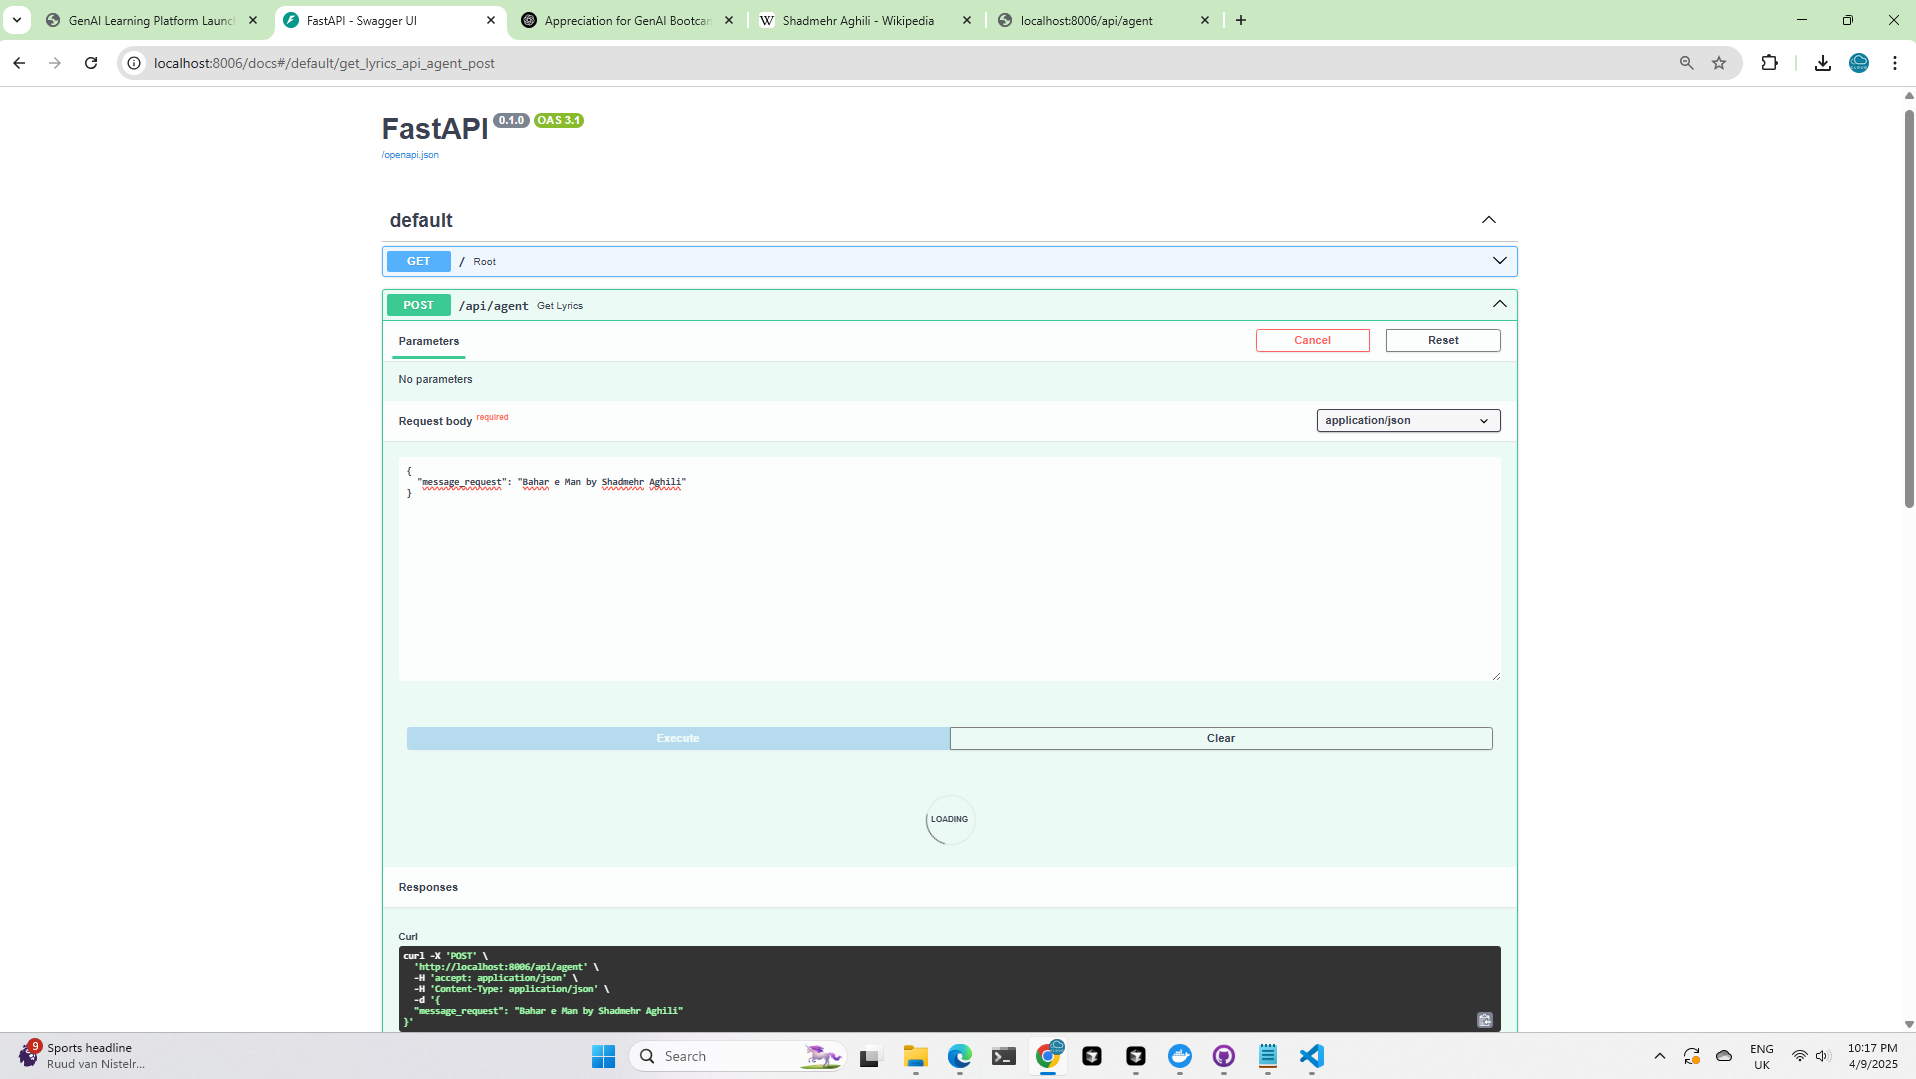 GenAI Learning Platform Launc
FastAPI - Swagger UI
Appreciation for GenAI Bootcam
W Shadmehr Aghili - Wikipedia
localhost:8006/api/agent
localhost:8006/docs#/default/get_lyrics_api_agent_post
FastAPI 0.1.0 OAS 3.1
/openapi.json
default
GET / Root
POST /api/agent Get Lyrics
Parameters
Cancel
Reset
No parameters
Request body required
application/json
{
"message_request": "Bahar e Man by Shadmehr Aghili"
}
Execute
Clear
LOADING
Responses
Curl
curl -X 'POST' \
'http://localhost:8006/api/agent' \
-H 'accept: application/json' \
-H 'Content-Type: application/json' \
-d '{
"message_request": "Bahar e Man by Shadmehr Aghili"
}'
9
Sports headline
Ruud van Nistelr...
Search
ENG
UK
10:17 PM
4/9/2025